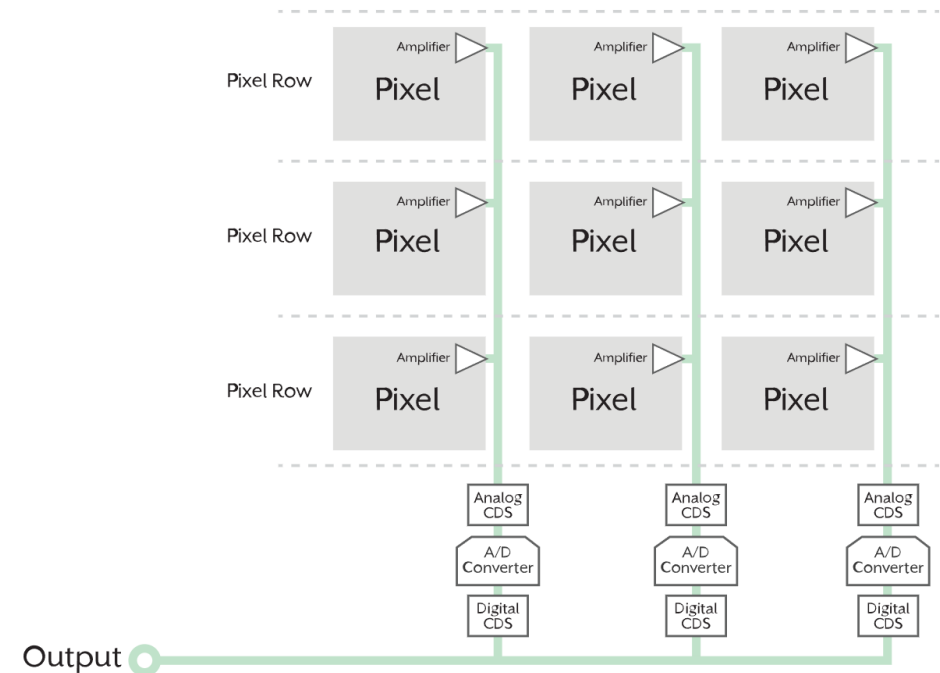 Amplifier Amplifier Amplifier
Pixel Row Pixel Pixel Pixel
Amplifier Amplifier Amplifier
Pixel Row Pixel Pixel Pixel
Amplifier Amplifier Amplifier
Pixel Row Pixel Pixel Pixel
Analog Analog Analog
CDS CDS CDS
A/D A/D A/D
Converter Converter Converter
Digital Digital Digital
CDS CDS CDS
Output